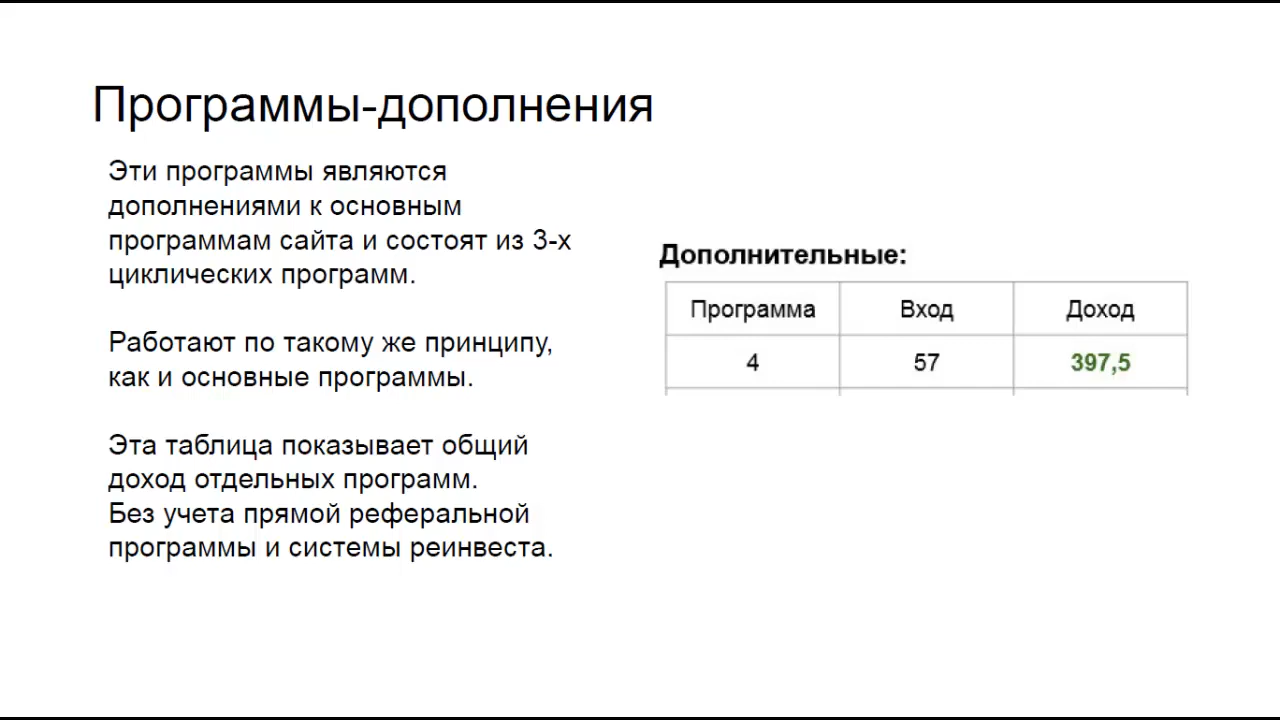 Программы-дополнения
Эти программы являются
дополнениями к основным
программам сайта и состоят из 3-х
циклических программ.
Работают по такому же принципу,
как и основные программы.
Эта таблица показывает общий
доход отдельных программ.
Без учета прямой реферальной
программы и системы реинвеста.
Дополнительные:
Программа Вход Доход
4 57 397,5